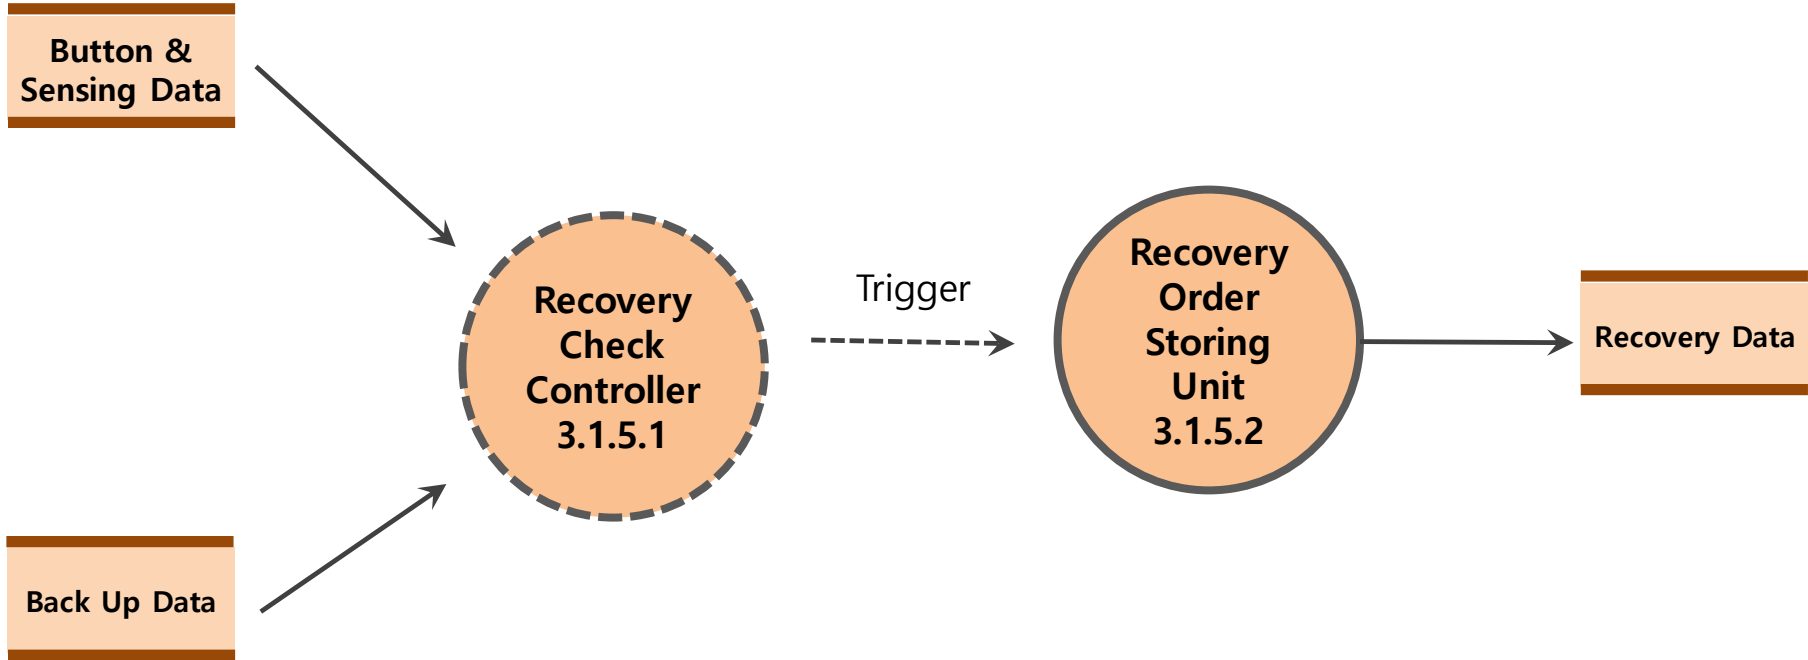 Button &
Sensing Data
Recovery
Check
Controller
3.1.5.1
Back Up Data
Trigger
Recovery
Order
Storing
Unit
3.1.5.2
Recovery Data